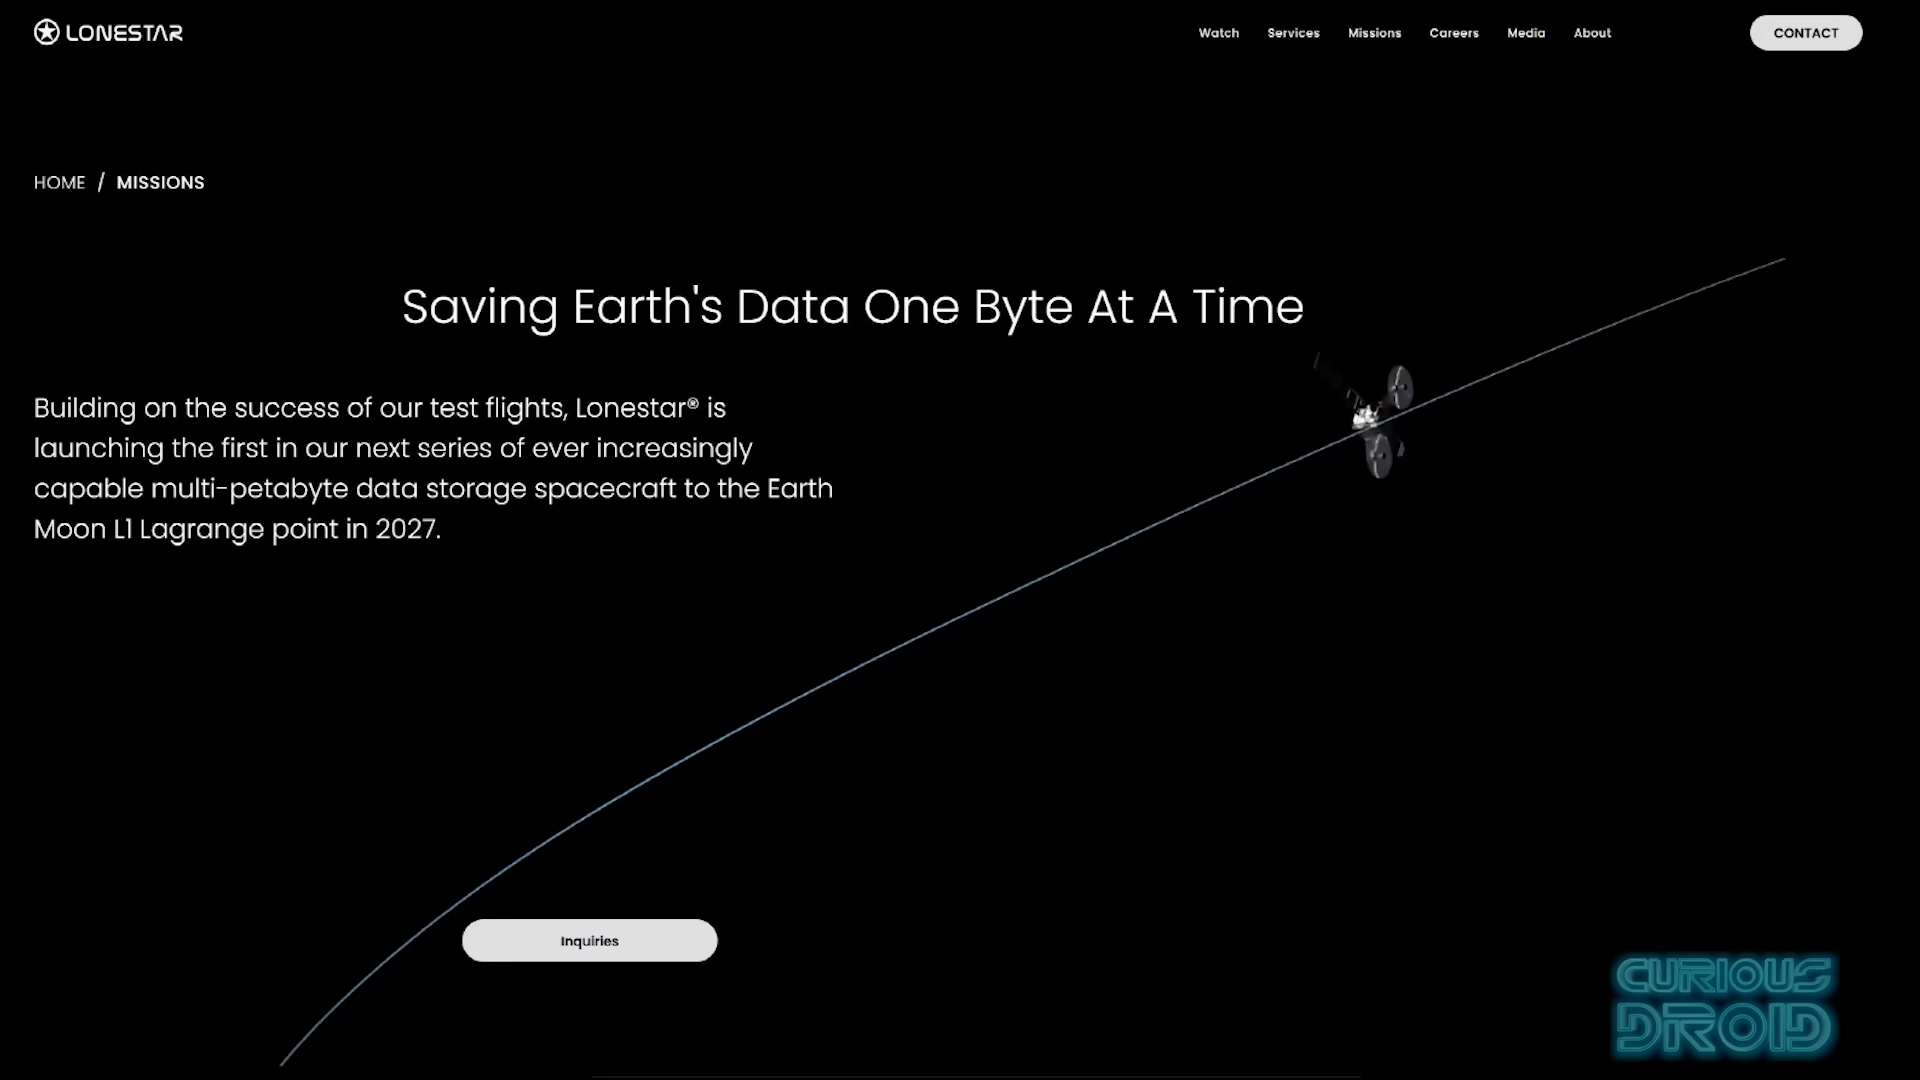 LONESTAR
Watch Services Missions Careers Media About CONTACT
HOME / MISSIONS
Saving Earth's Data One Byte At A Time
Building on the success of our test flights, Lonestar® is
launching the first in our next series of ever increasingly
capable multi-petabyte data storage spacecraft to the Earth
Moon L1 Lagrange point in 2027.
Inquiries
CURIOUS
DROID